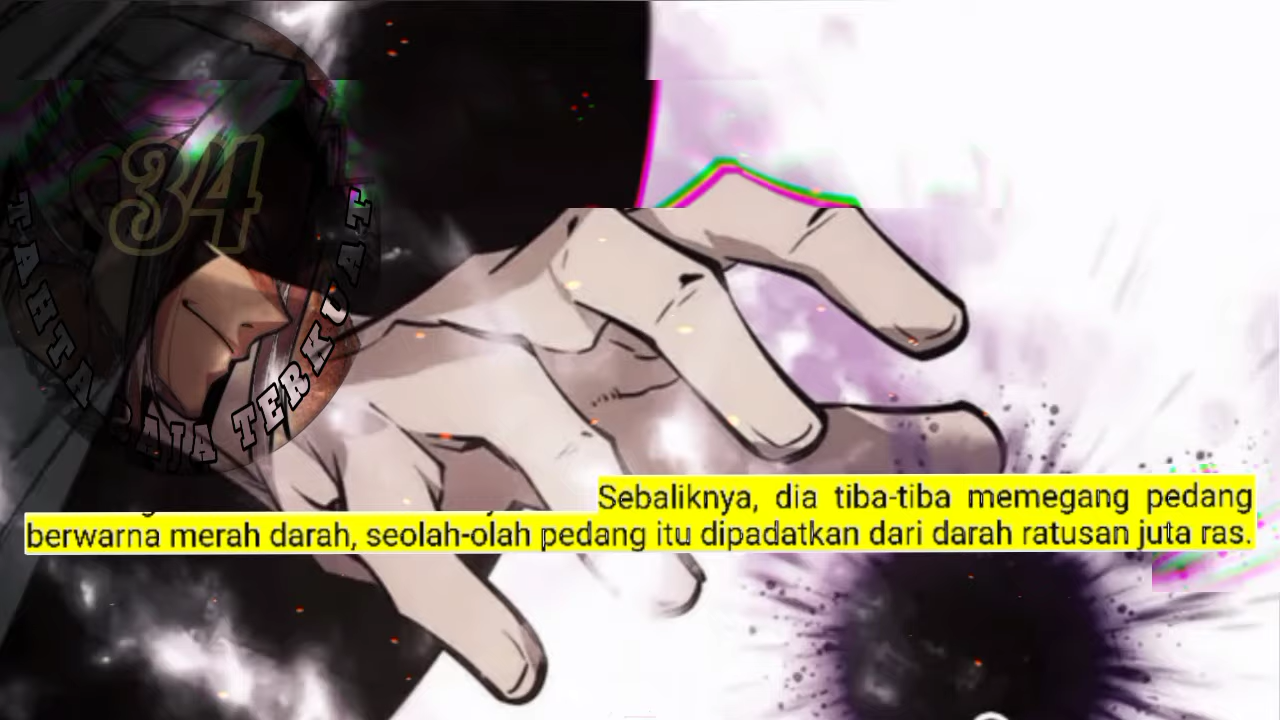 34
TAHTA RAJA TERKUAT
Sebaliknya, dia tiba-tiba memegang pedang
berwarna merah darah, seolah-olah pedang itu dipadatkan dari darah ratusan juta ras.